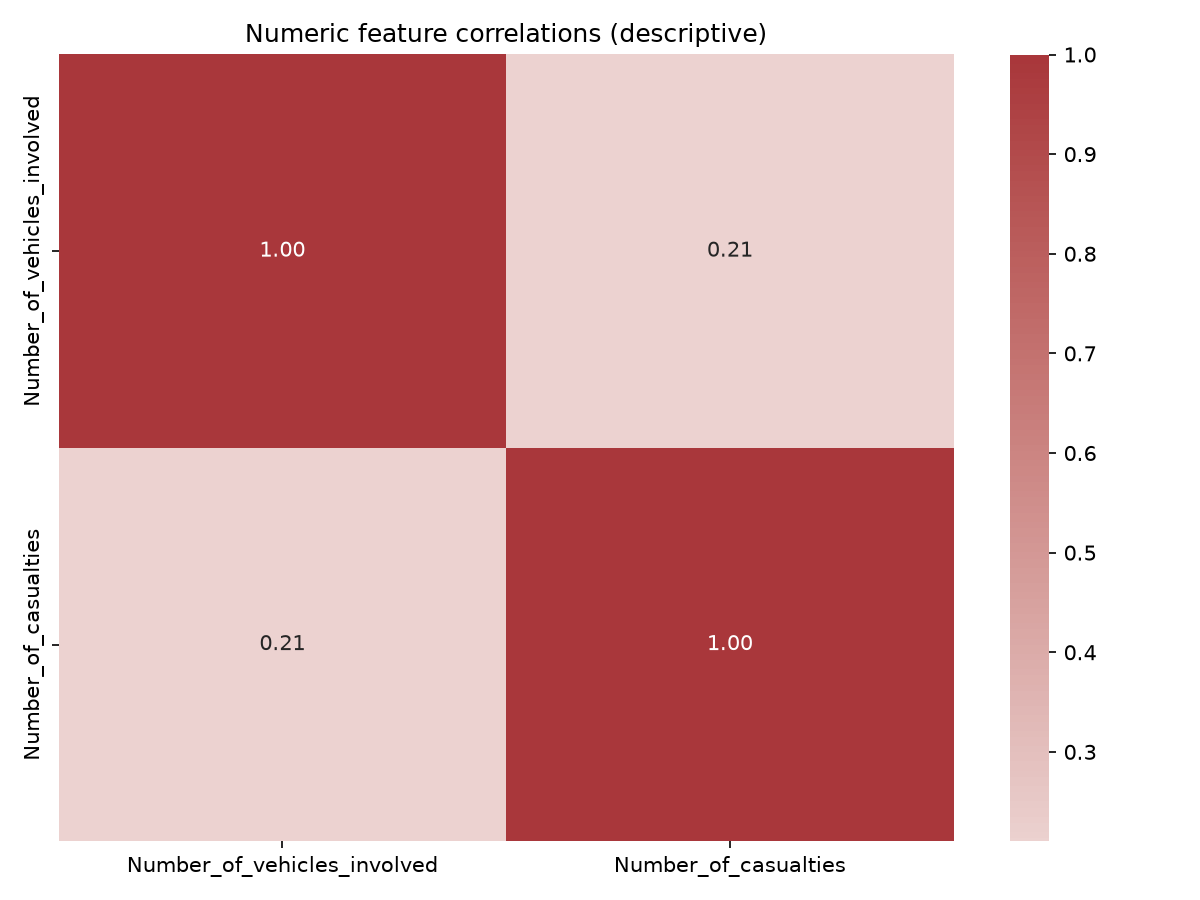 Numeric feature correlations (descriptive)
Number_of_vehicles_involved
Number_of_casualties
1.00
0.21
0.21
1.00
Number_of_vehicles_involved
Number_of_casualties
1.0
0.9
0.8
0.7
0.6
0.5
0.4
0.3